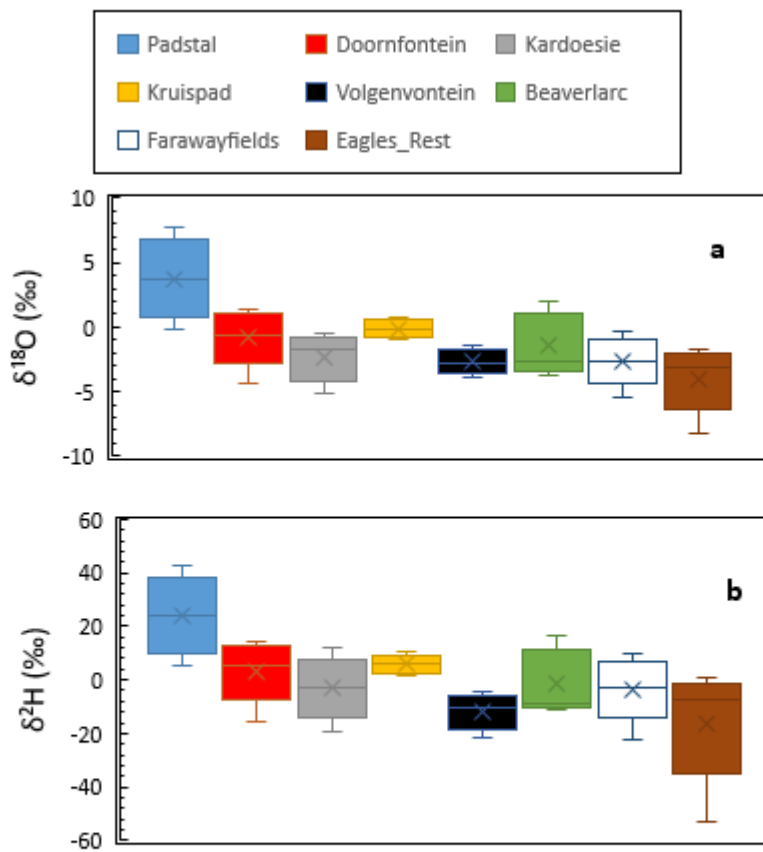 Padstal Doornfontein Kardoesie
Kruispad Volgenvontein Beaverlarc
Farawayfields Eagles_Rest
10
a
5
0
-5
-10
δ¹⁸O (‰)
60
40
b
20
0
-20
-40
-60
δ²H (‰)